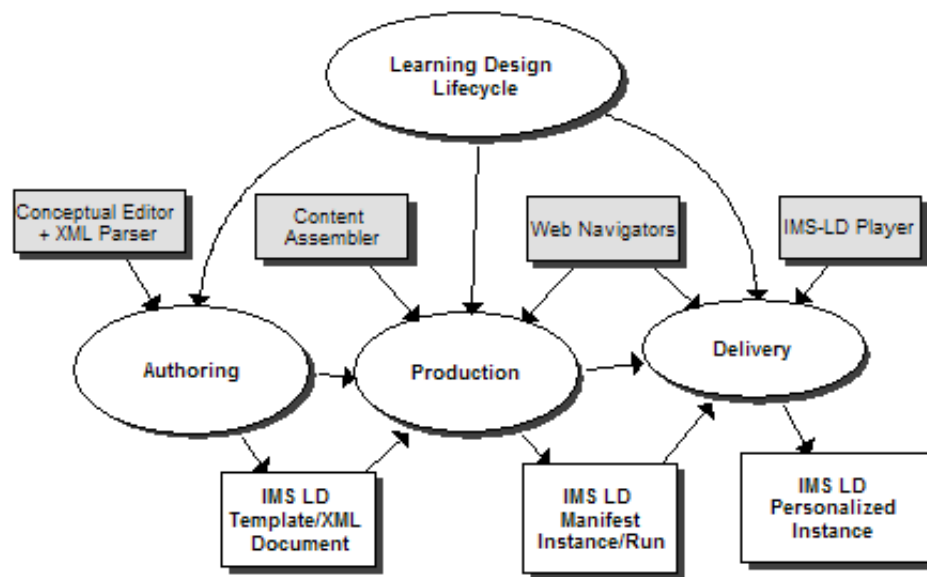 Learning Design
Lifecycle
Conceptual Editor
+ XML Parser
Content
Assembler
Web Navigators
IMS-LD Player
Authoring
Production
Delivery
IMS LD
Template/XML
Document
IMS LD
Manifest
Instance/Run
IMS LD
Personalized
Instance